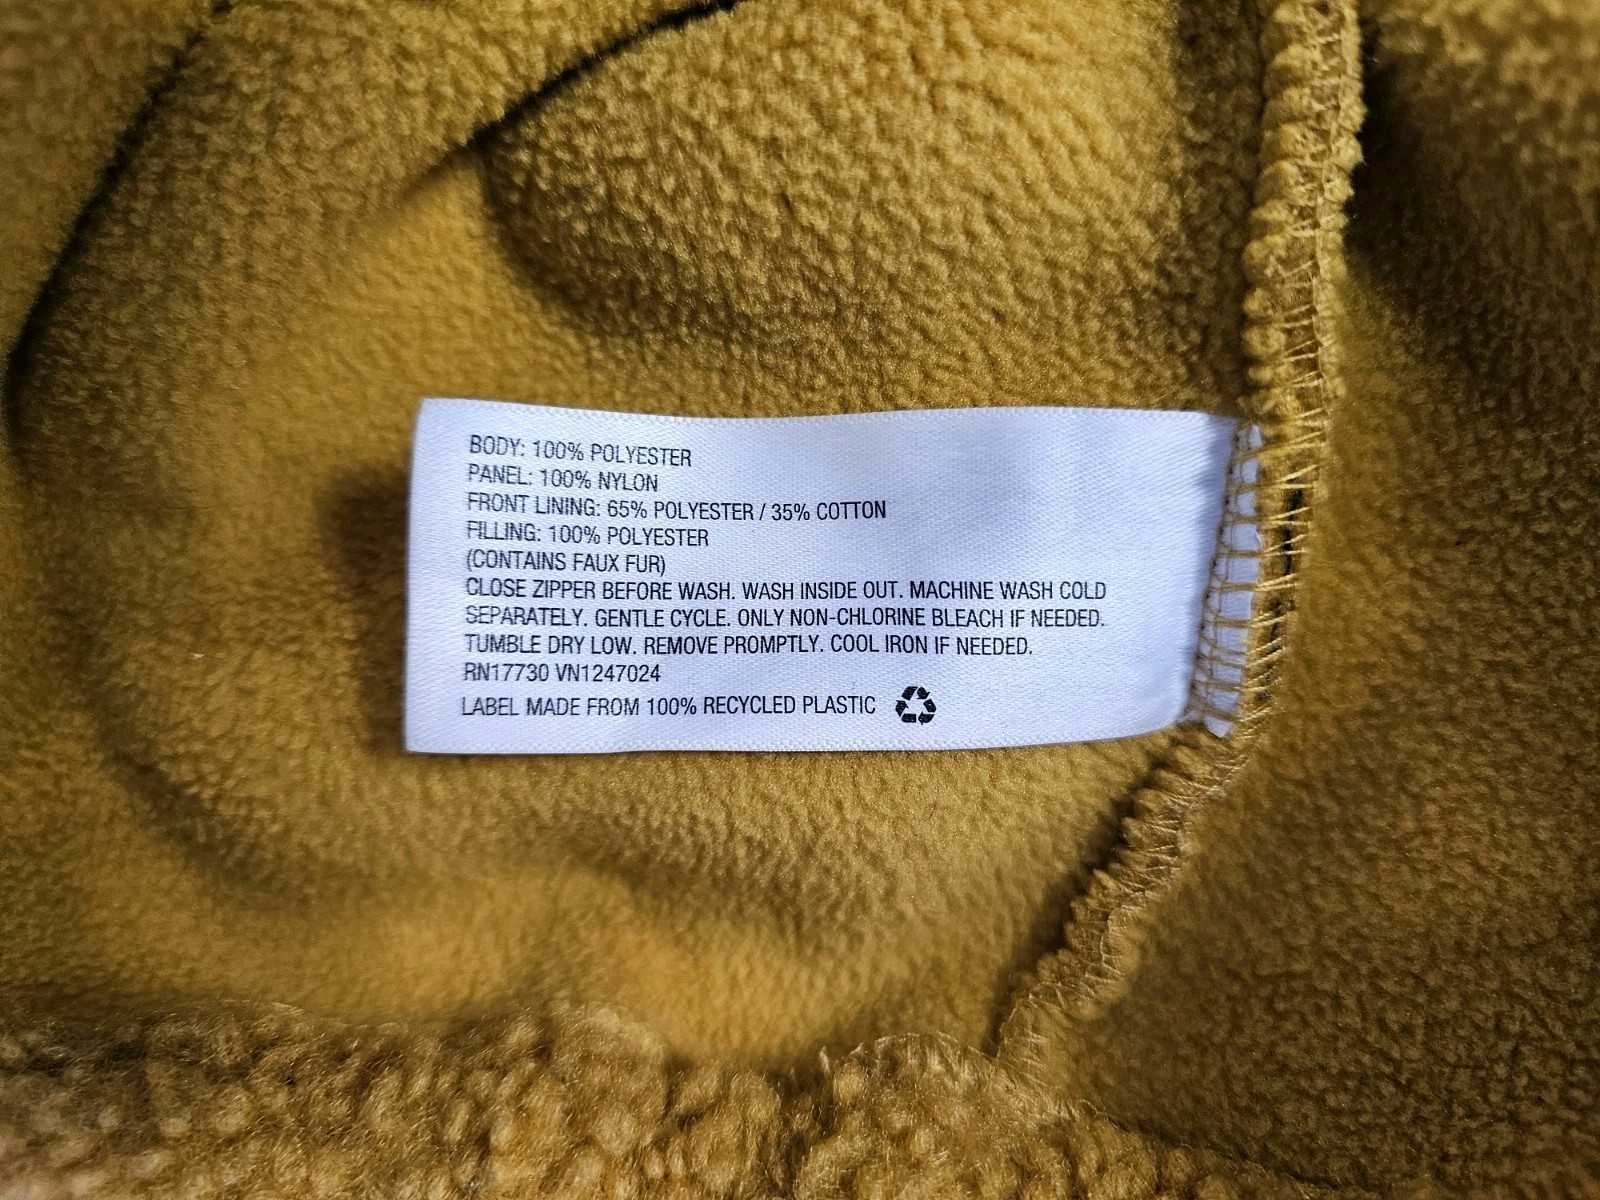 BODY: 100% POLYESTER
PANEL: 100% NYLON
FRONT LINING: 65% POLYESTER / 35% COTTON
FILLING: 100% POLYESTER
(CONTAINS FAUX FUR)
CLOSE ZIPPER BEFORE WASH. WASH INSIDE OUT. MACHINE WASH COLD
SEPARATELY. GENTLE CYCLE. ONLY NON-CHLORINE BLEACH IF NEEDED.
TUMBLE DRY LOW. REMOVE PROMPTLY. COOL IRON IF NEEDED.
RN17730 VN1247024
LABEL MADE FROM 100% RECYCLED PLASTIC